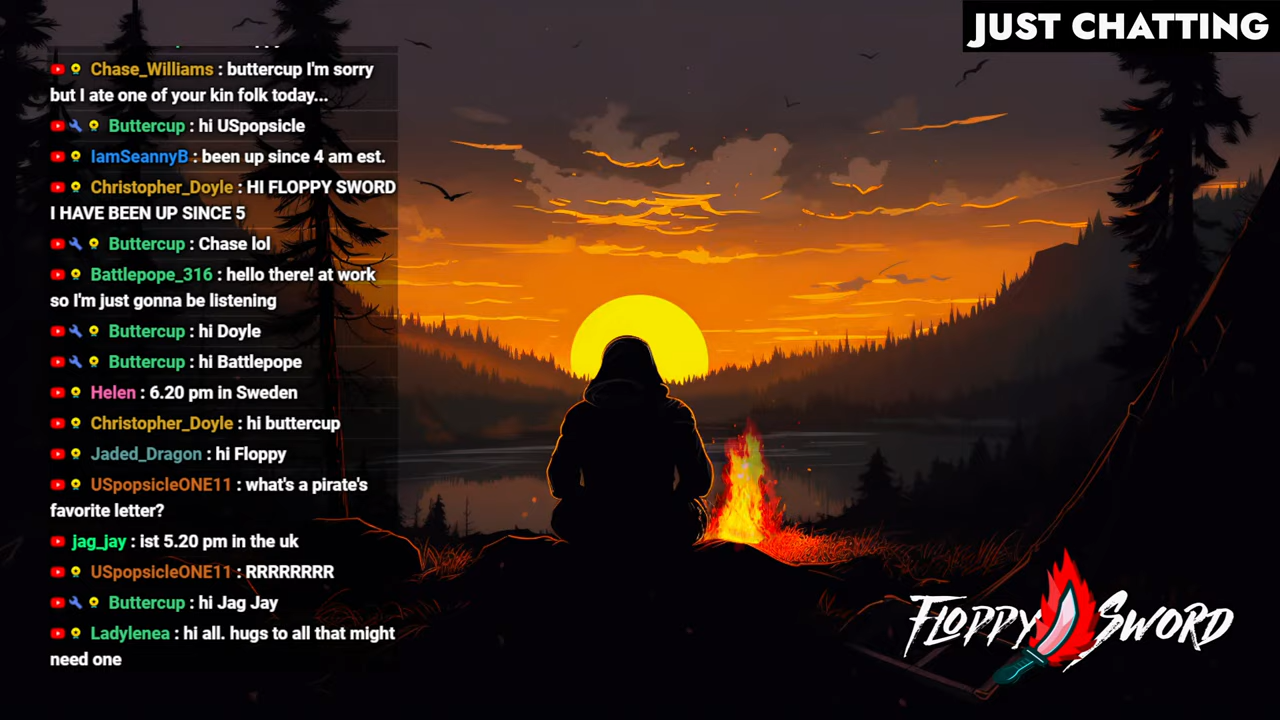 JUST CHATTING
Chase_Williams : buttercup I'm sorry
but I ate one of your kin folk today...
Buttercup : hi USpopsicle
IamSeannyB : been up since 4 am est.
Christopher_Doyle : HI FLOPPY SWORD
I HAVE BEEN UP SINCE 5
Buttercup : Chase lol
Battlepope_316 : hello there! at work
so I'm just gonna be listening
Buttercup : hi Doyle
Buttercup : hi Battlepope
Helen : 6.20 pm in Sweden
Christopher_Doyle : hi buttercup
Jaded_Dragon : hi Floppy
USpopsicleONE11 : what's a pirate's
favorite letter?
jag_jay : ist 5.20 pm in the uk
USpopsicleONE11 : RRRRRRRR
Buttercup : hi Jag Jay
Ladylenea : hi all. hugs to all that might
need one
FLOPPY SWORD